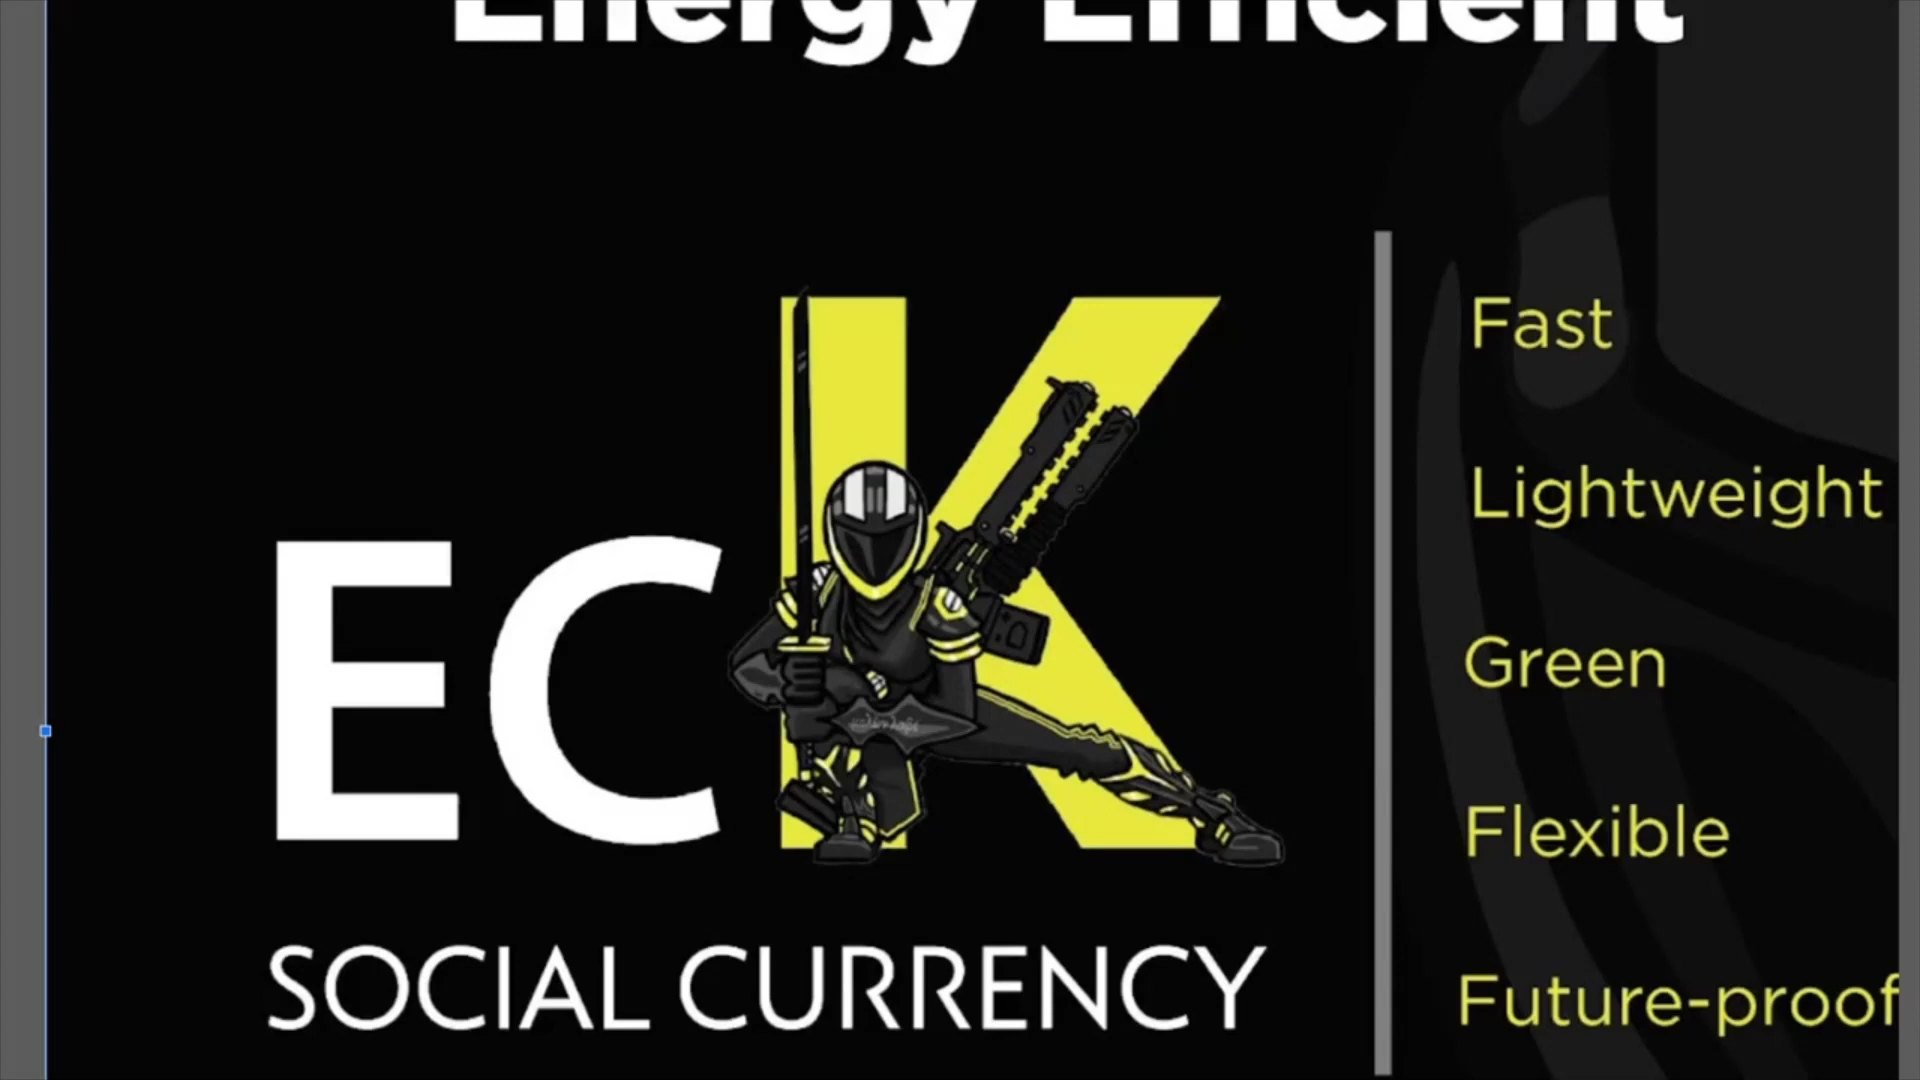 Energy Efficient
ECK
SOCIAL CURRENCY
Fast
Lightweight
Green
Flexible
Future-proof